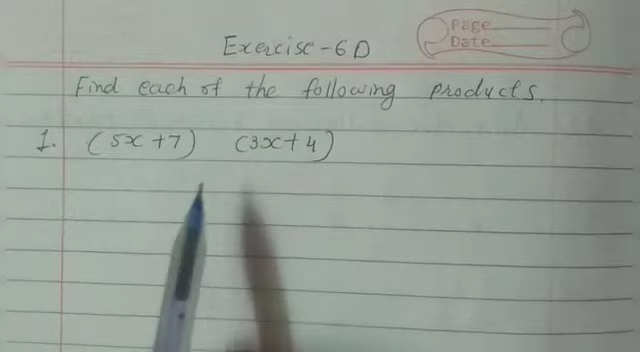 Page
Date
Exercise-6D
Find each of the following products.
1. (5x+7) (3x+4)